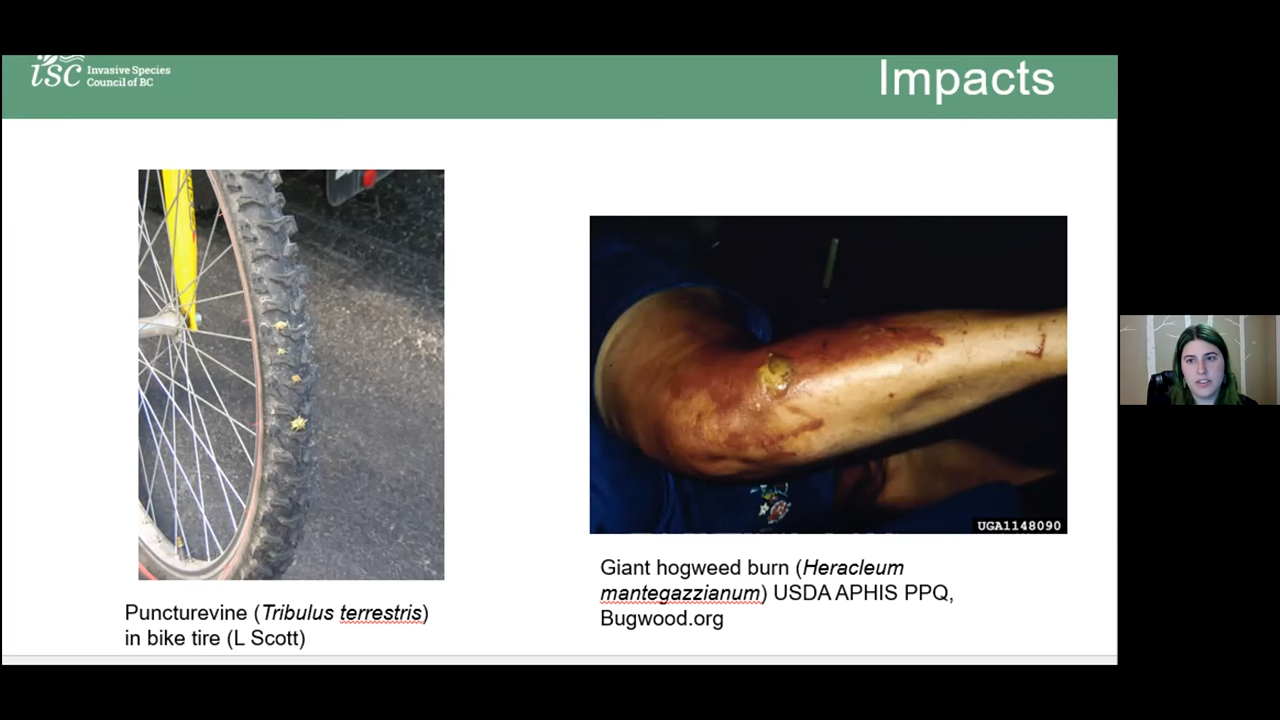 isc Invasive Species
Council of BC
Impacts
UGA1148090
Puncturevine (Tribulus terrestris)
in bike tire (L Scott)
Giant hogweed burn (Heracleum
mantegazzianum) USDA APHIS PPQ,
Bugwood.org